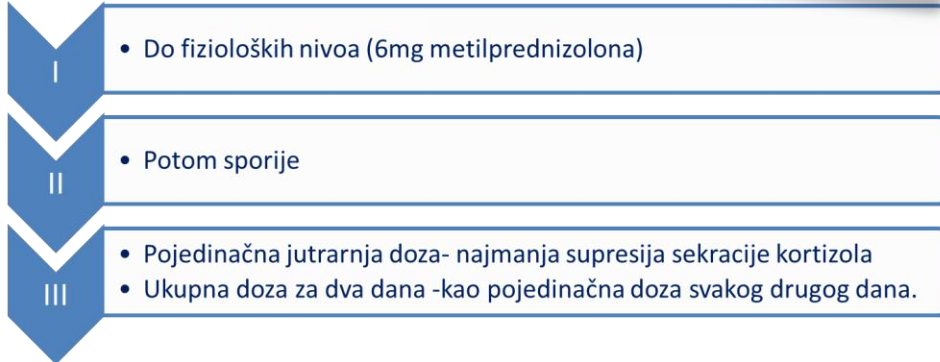 I
• Do fizioloških nivoa (6mg metilprednizolona)
II
• Potom sporije
III
• Pojedinačna jutrarnja doza- najmanja supresija sekracije kortizola
• Ukupna doza za dva dana -kao pojedinačna doza svakog drugog dana.